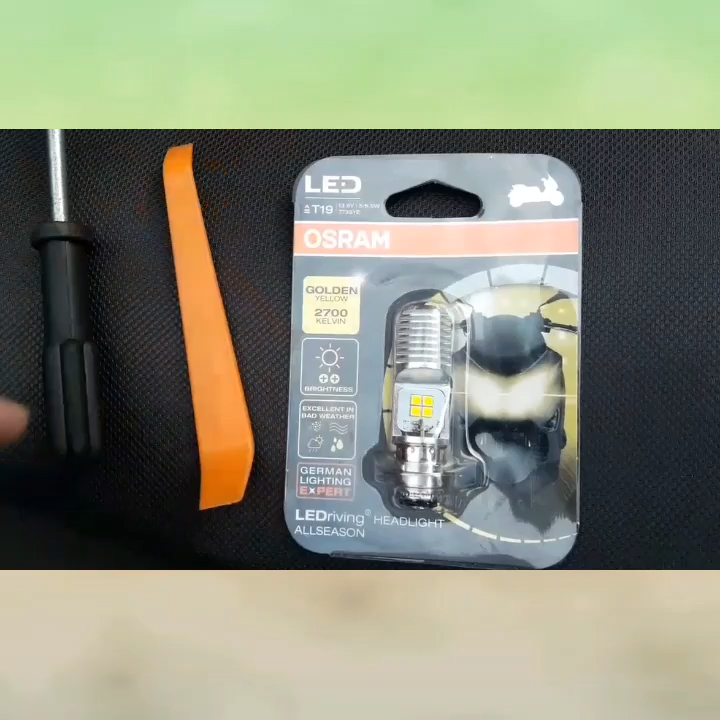 LED
T19
OSRAM
GOLDEN
YELLOW
2700
KELVIN
BRIGHTNESS
EXCELLENT IN
BAD WEATHER
GERMAN
LIGHTING
EXPERT
LEDriving® HEADLIGHT
ALLSEASON